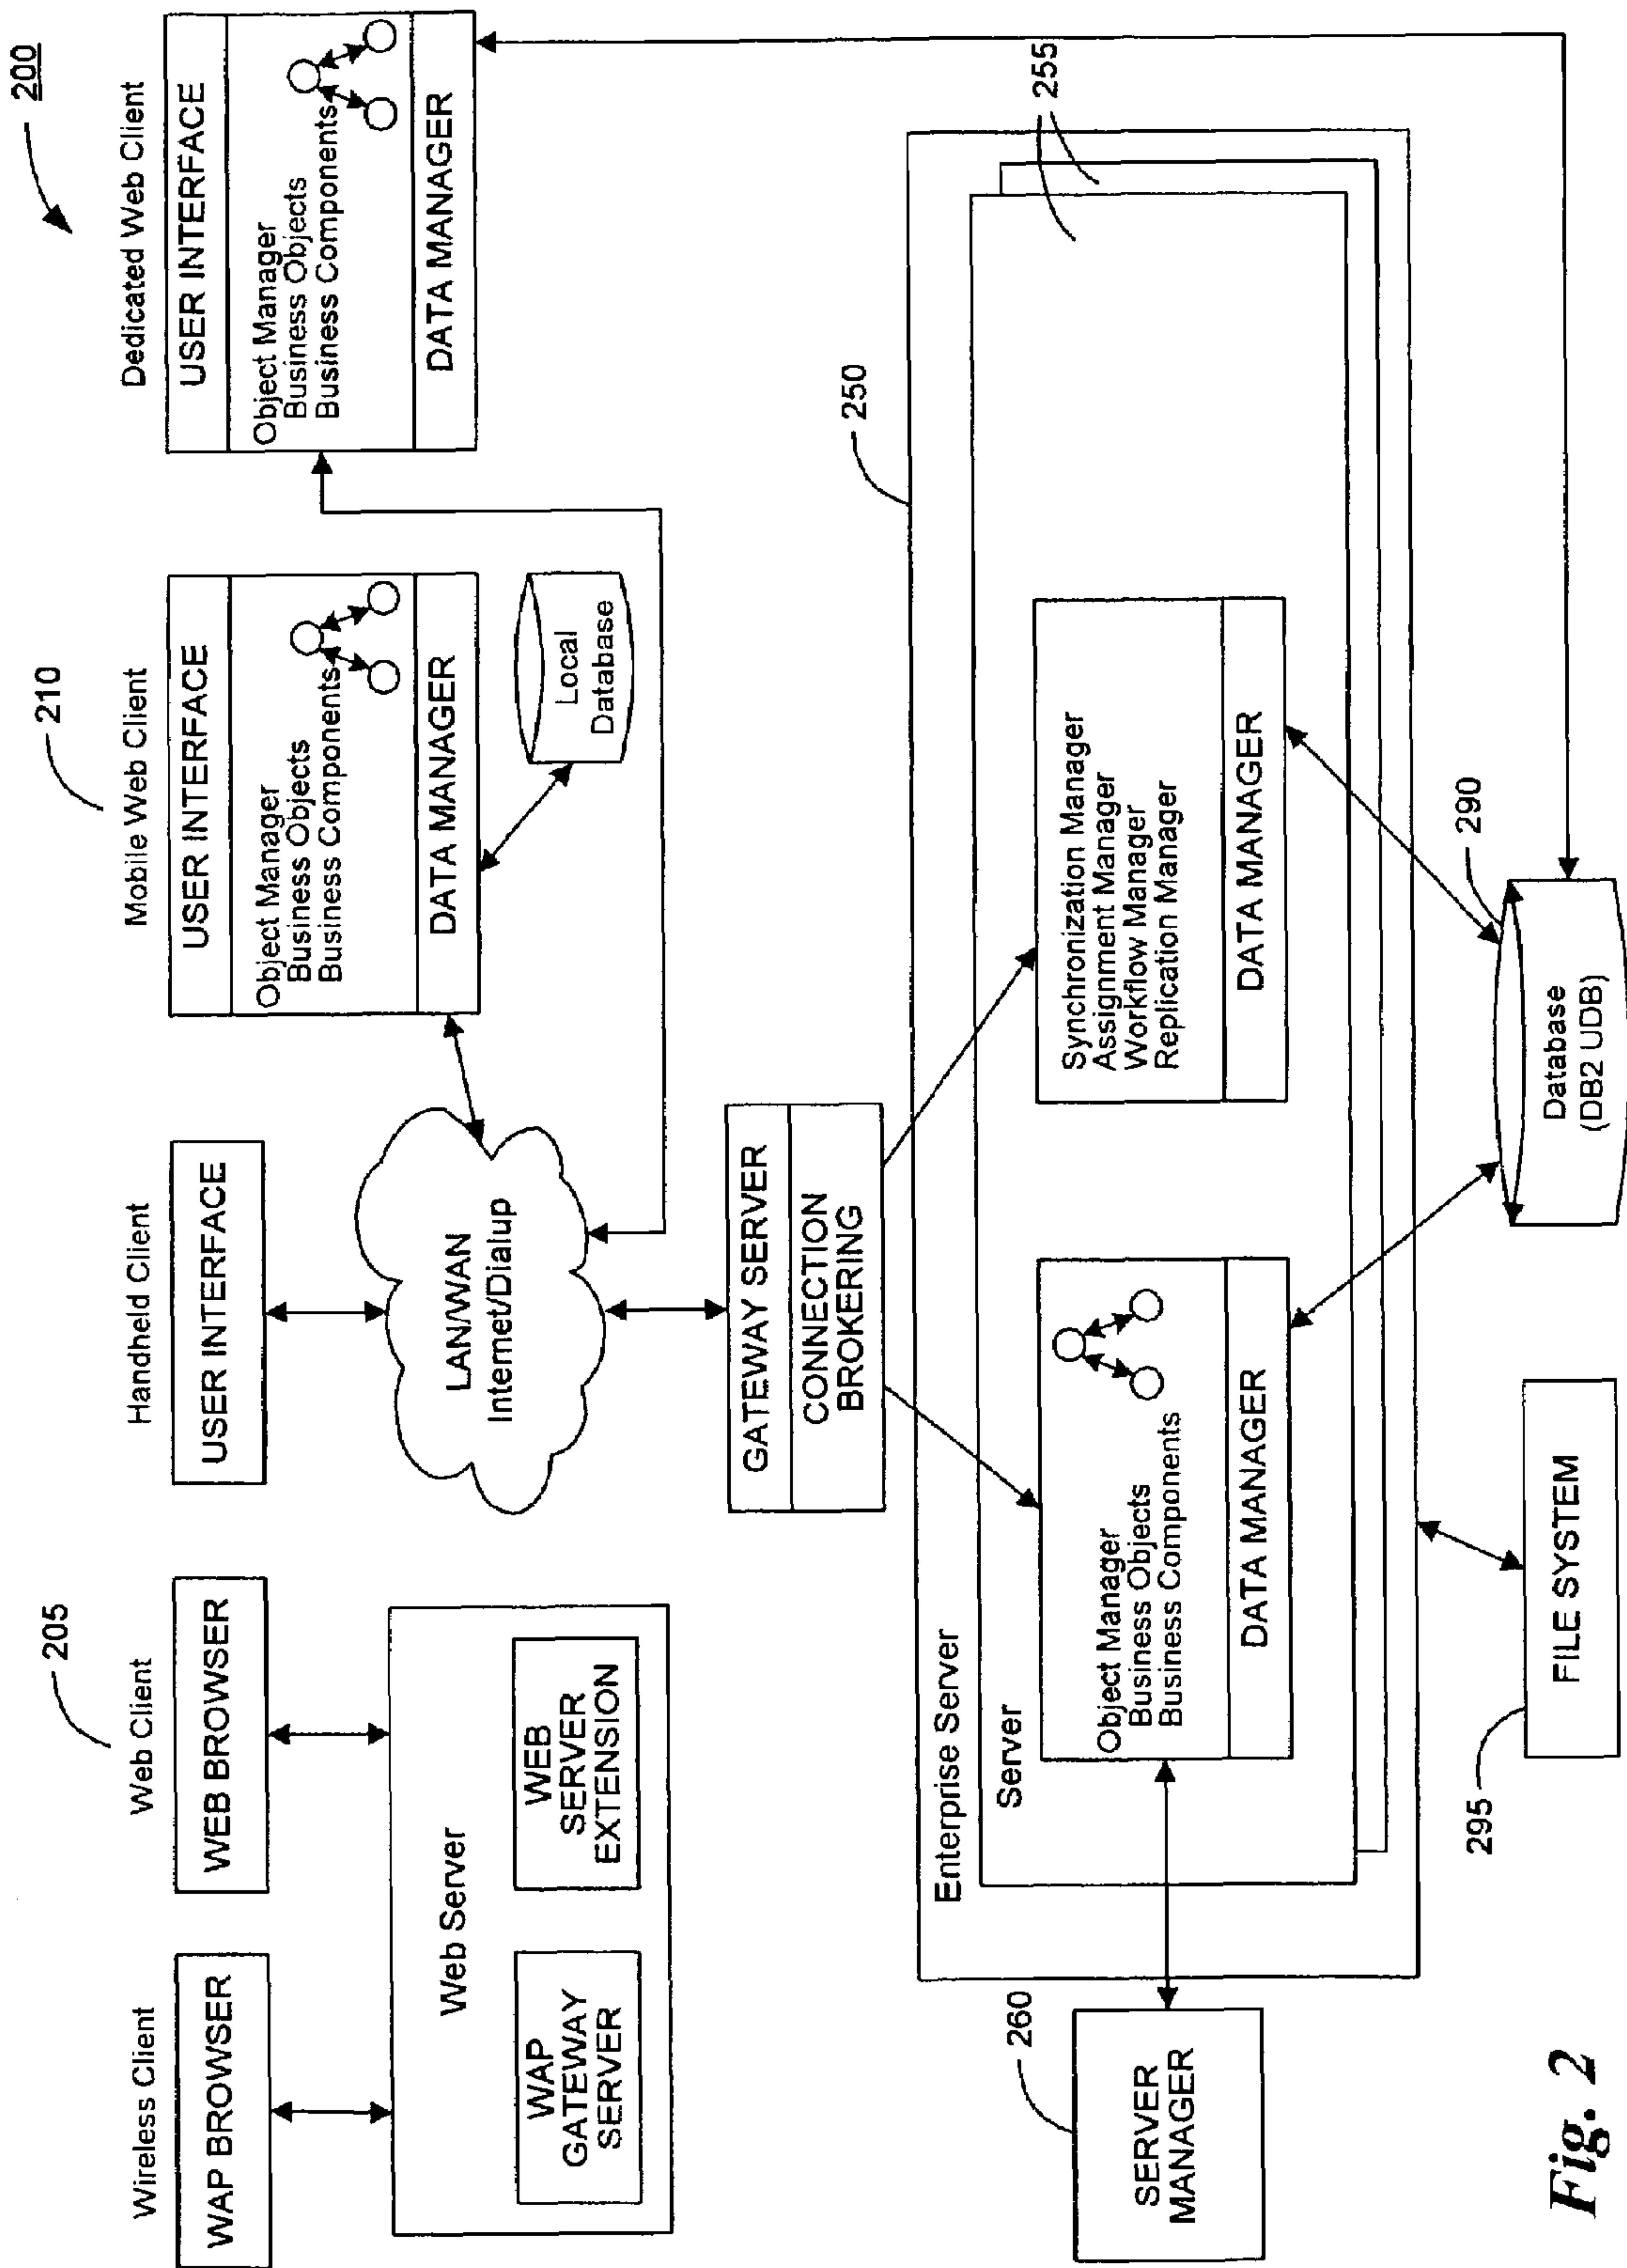 200
Wireless Client
WAP BROWSER
Web Client
205
WEB BROWSER
Handheld Client
USER INTERFACE
Mobile Web Client
210
USER INTERFACE
Object Manager
Business Objects
Business Components
DATA MANAGER
Local
Database
Dedicated Web Client
USER INTERFACE
Object Manager
Business Objects
Business Components
DATA MANAGER
Web Server
WAP
GATEWAY
SERVER
WEB
SERVER
EXTENSION
LAN/WAN
Internet/Dialup
GATEWAY SERVER
CONNECTION
BROKERING
250
255
Enterprise Server
Server
Object Manager
Business Objects
Business Components
DATA MANAGER
Synchronization Manager
Assignment Manager
Workflow Manager
Replication Manager
DATA MANAGER
260
SERVER
MANAGER
295
FILE SYSTEM
290
Database
(DB2 UDB)
Fig. 2